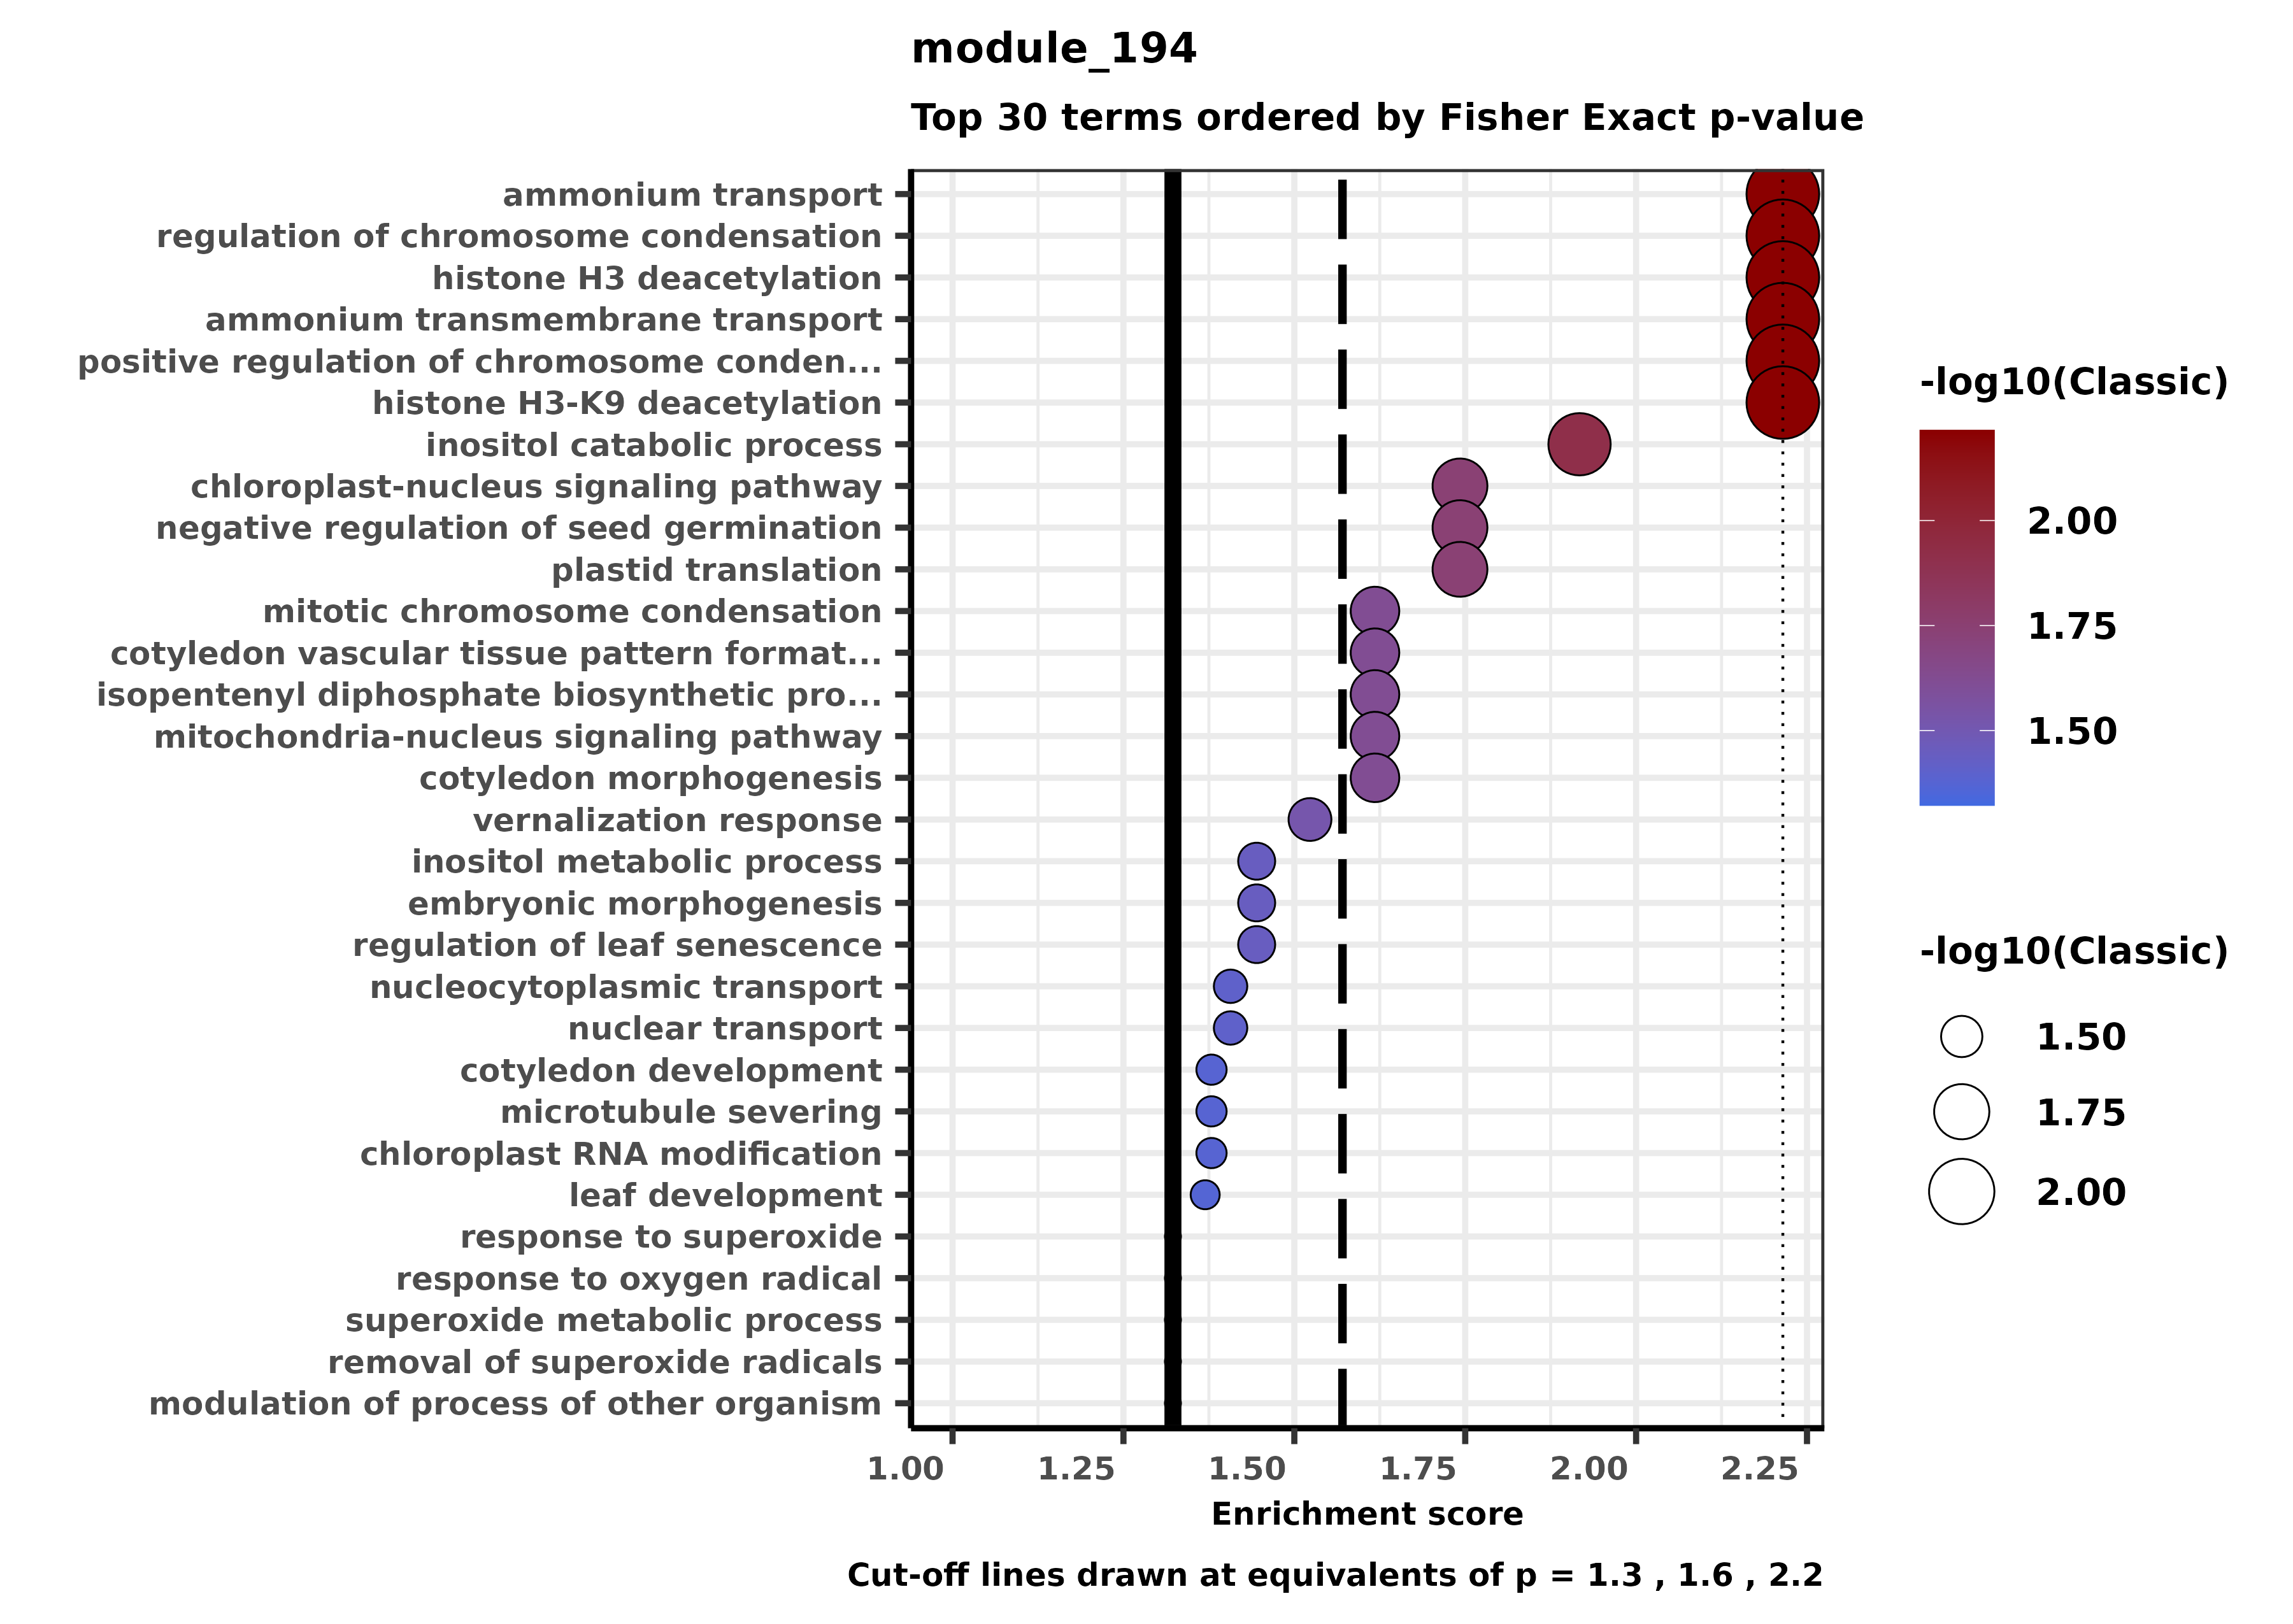 module_194
Top 30 terms ordered by Fisher Exact p-value
ammonium transport
regulation of chromosome condensation
histone H3 deacetylation
ammonium transmembrane transport
positive regulation of chromosome conden...
histone H3-K9 deacetylation
inositol catabolic process
chloroplast-nucleus signaling pathway
negative regulation of seed germination
plastid translation
mitotic chromosome condensation
cotyledon vascular tissue pattern format...
isopentenyl diphosphate biosynthetic pro...
mitochondria-nucleus signaling pathway
cotyledon morphogenesis
vernalization response
inositol metabolic process
embryonic morphogenesis
regulation of leaf senescence
nucleocytoplasmic transport
nuclear transport
cotyledon development
microtubule severing
chloroplast RNA modification
leaf development
response to superoxide
response to oxygen radical
superoxide metabolic process
removal of superoxide radicals
modulation of process of other organism
1.00 1.25 1.50 1.75 2.00 2.25
Enrichment score
Cut-off lines drawn at equivalents of p = 1.3 , 1.6 , 2.2
-log10(Classic)
2.00
1.75
1.50
-log10(Classic)
1.50
1.75
2.00